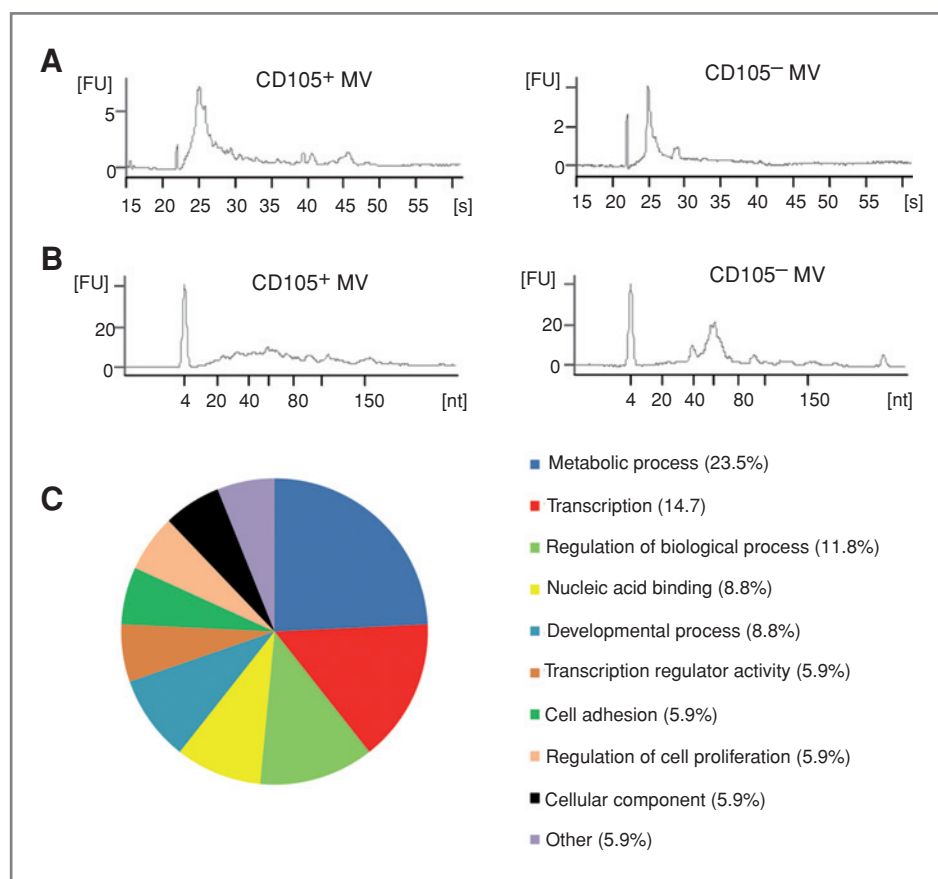 A
[FU]
CD105+ MV
5
0
15 20 25 30 35 40 45 50 55 [s]
CD105− MV
[FU]
2
0
15 20 25 30 35 40 45 50 55 [s]
B
[FU]
CD105+ MV
20
0
4 20 40 80 150 [nt]
CD105− MV
[FU]
20
0
4 20 40 80 150 [nt]
C
Metabolic process (23.5%)
Transcription (14.7)
Regulation of biological process (11.8%)
Nucleic acid binding (8.8%)
Developmental process (8.8%)
Transcription regulator activity (5.9%)
Cell adhesion (5.9%)
Regulation of cell proliferation (5.9%)
Cellular component (5.9%)
Other (5.9%)